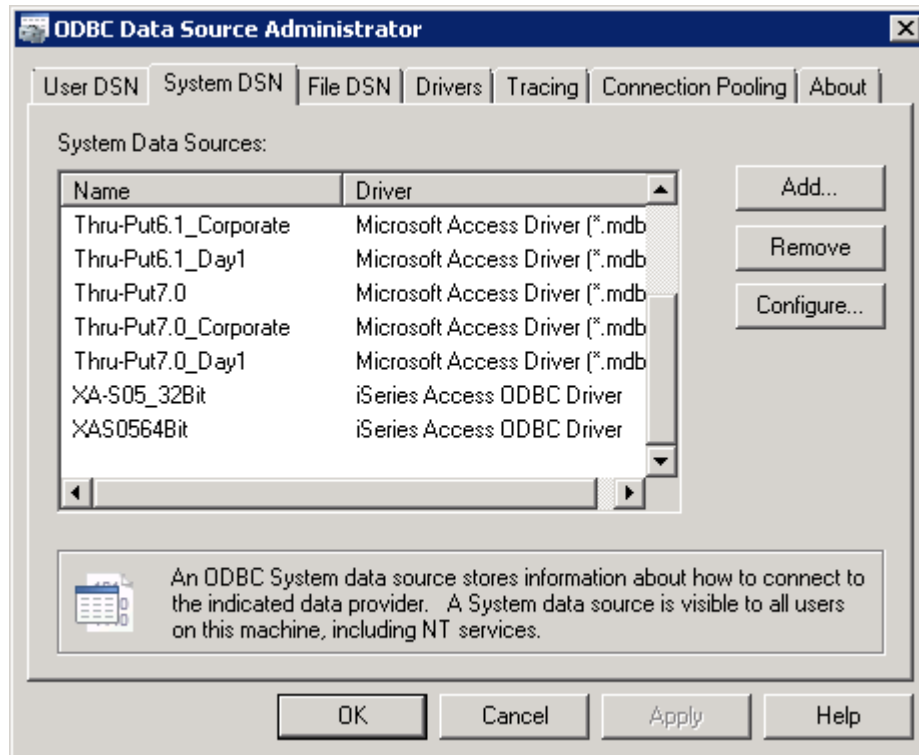 ODBC Data Source Administrator
User DSN System DSN File DSN Drivers Tracing Connection Pooling About
System Data Sources:
Name Driver
Thru-Put6.1_Corporate Microsoft Access Driver (*.mdb
Thru-Put6.1_Day1 Microsoft Access Driver (*.mdb
Thru-Put7.0 Microsoft Access Driver (*.mdb
Thru-Put7.0_Corporate Microsoft Access Driver (*.mdb
Thru-Put7.0_Day1 Microsoft Access Driver (*.mdb
XA-S05_32Bit iSeries Access ODBC Driver
XAS0564Bit iSeries Access ODBC Driver
Add...
Remove
Configure...
An ODBC System data source stores information about how to connect to
the indicated data provider. A System data source is visible to all users
on this machine, including NT services.
OK Cancel Apply Help